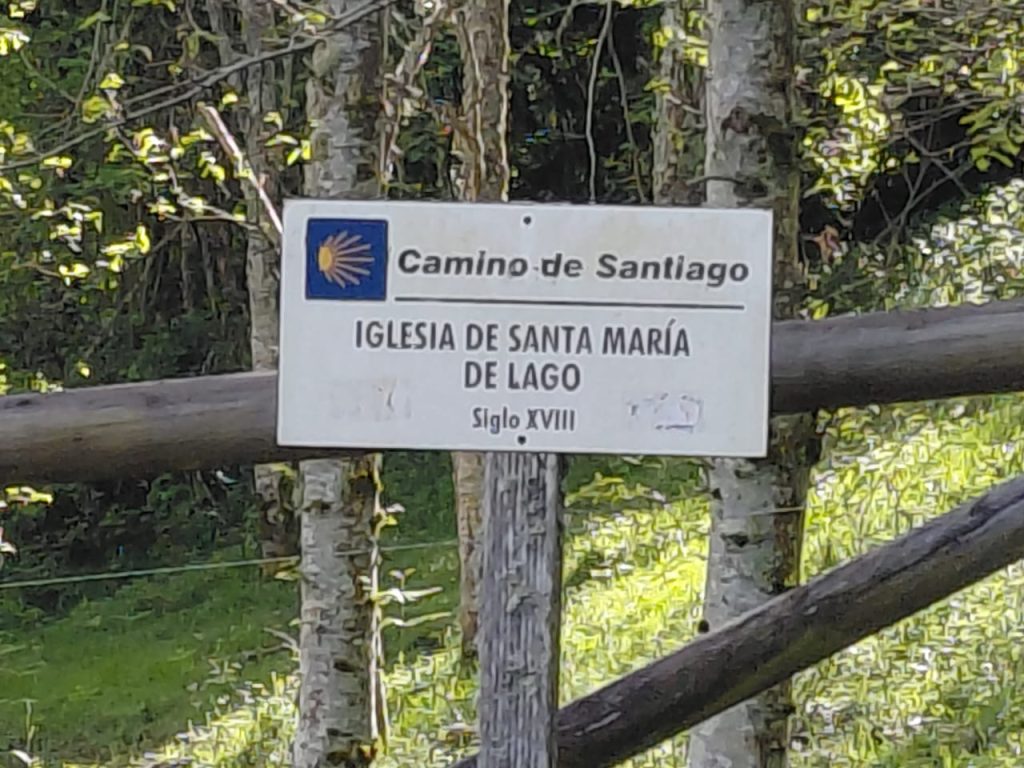 Camino de Santiago
IGLESIA DE SANTA MARÍA
DE LAGO
Siglo XVIII